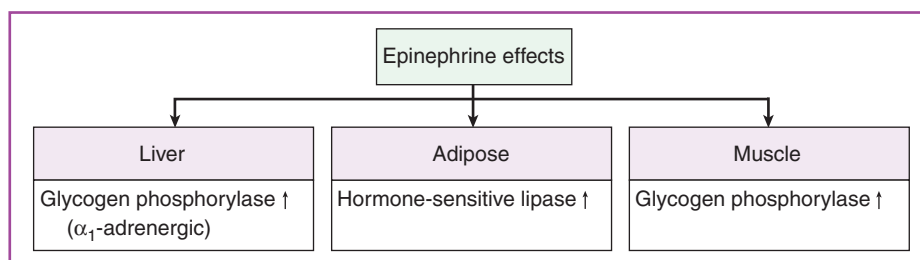 Epinephrine effects
Liver
Glycogen phosphorylase ↑
(α₁-adrenergic)
Adipose
Hormone-sensitive lipase ↑
Muscle
Glycogen phosphorylase ↑